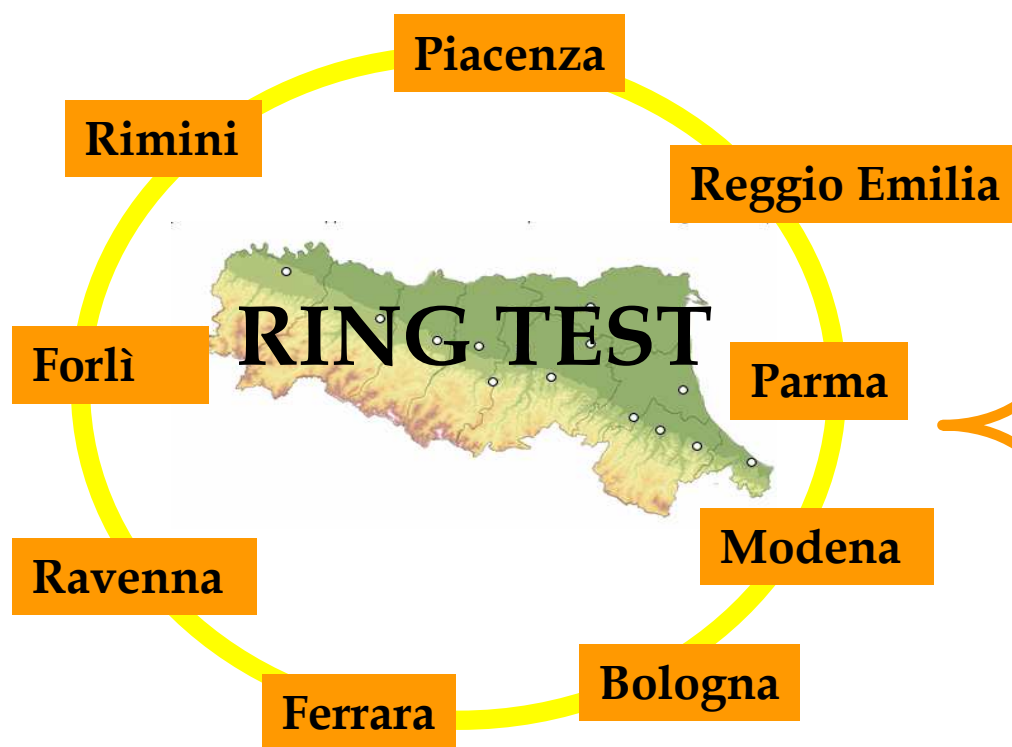 Piacenza
Rimini
Reggio Emilia
RING TEST
Forlì
Parma
Modena
Ravenna
Bologna
Ferrara